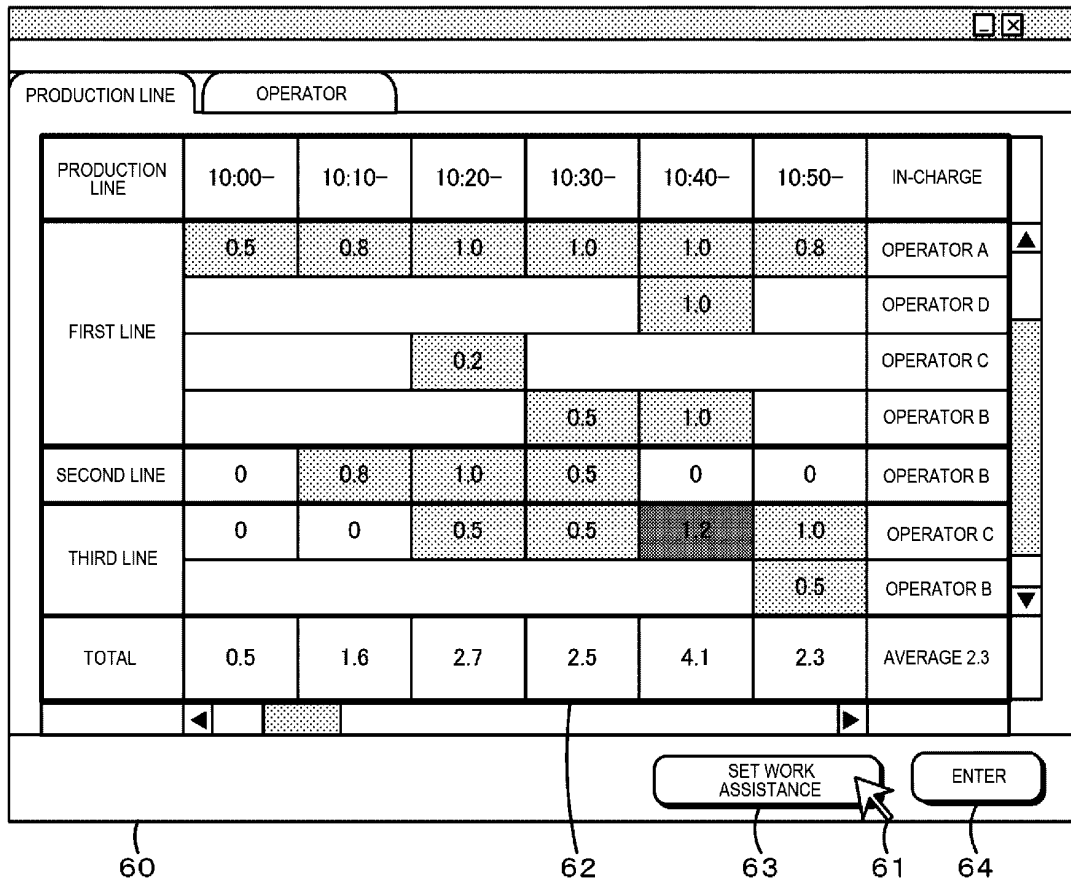 PRODUCTION LINE OPERATOR
PRODUCTION LINE 10:00– 10:10– 10:20– 10:30– 10:40– 10:50– IN-CHARGE
FIRST LINE 0.5 0.8 1.0 1.0 1.0 0.8 OPERATOR A
1.0 OPERATOR D
0.2 OPERATOR C
0.5 1.0 OPERATOR B
SECOND LINE 0 0.8 1.0 0.5 0 0 OPERATOR B
THIRD LINE 0 0 0.5 0.5 1.2 1.0 OPERATOR C
0.5 OPERATOR B
TOTAL 0.5 1.6 2.7 2.5 4.1 2.3 AVERAGE 2.3
SET WORK
ASSISTANCE
ENTER
60 62 63 61 64